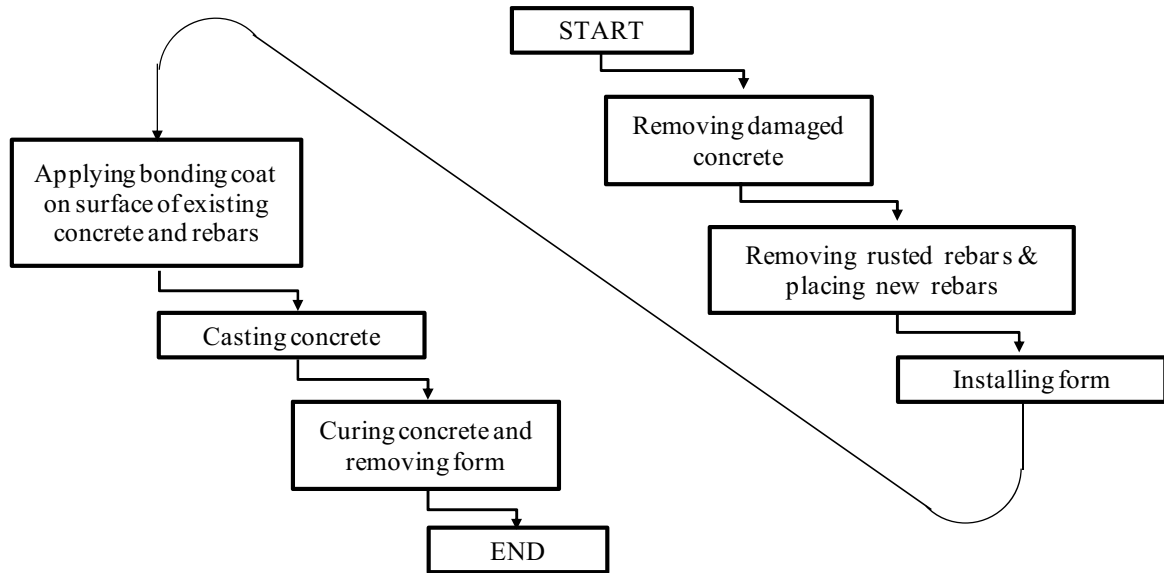 START
Removing damaged
concrete
Removing rusted rebars &
placing new rebars
Installing form
Applying bonding coat
on surface of existing
concrete and rebars
Casting concrete
Curing concrete and
removing form
END